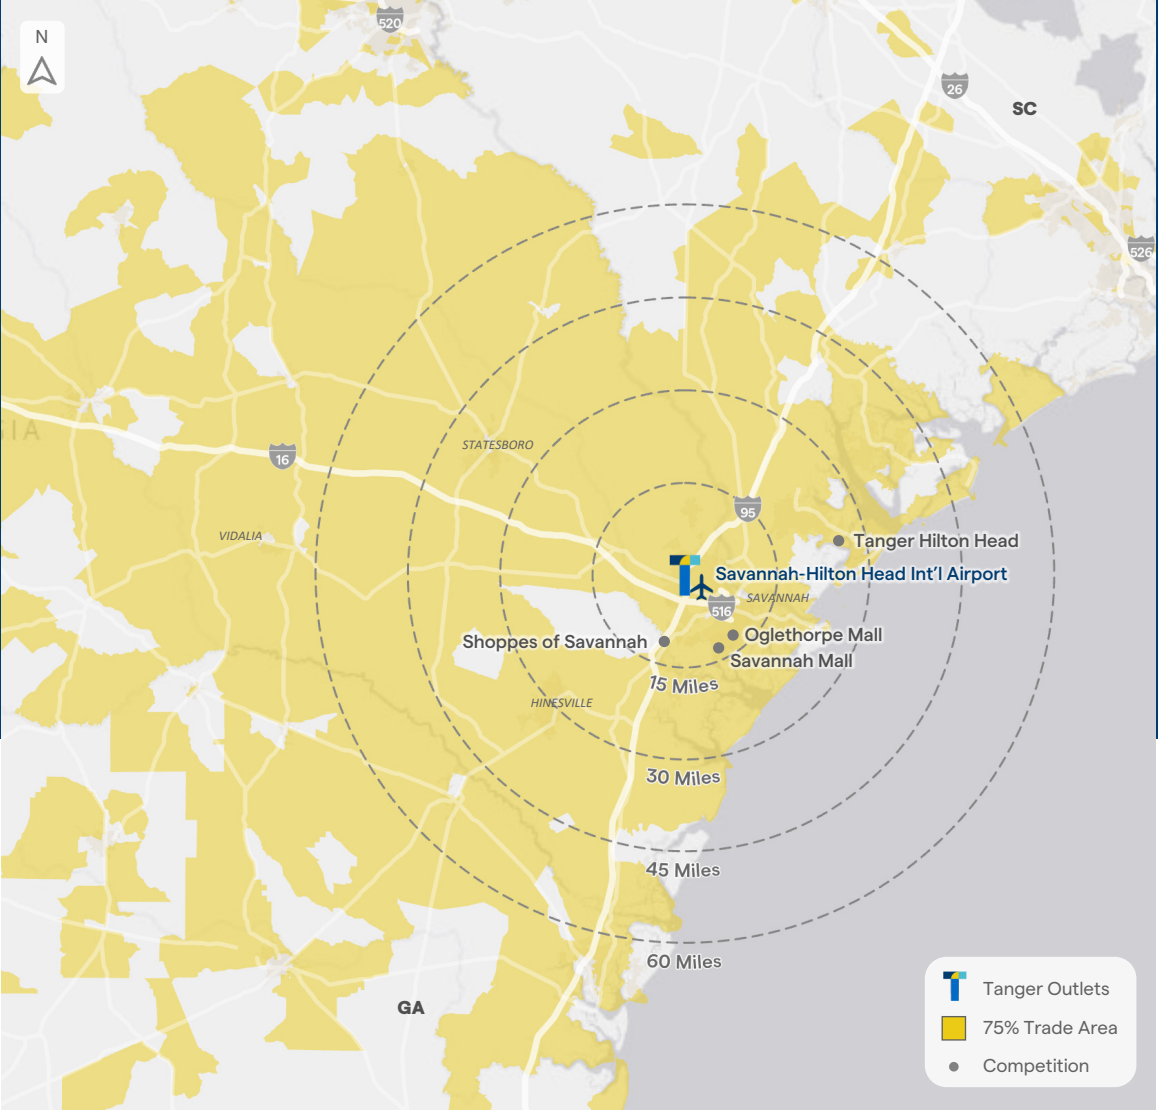 520
N
26
SC
526
IA
STATESBORO
16
95
VIDALIA
Tanger Hilton Head
Savannah-Hilton Head Int'l Airport
SAVANNAH
516
Oglethorpe Mall
Shoppes of Savannah
Savannah Mall
15 Miles
HINESVILLE
30 Miles
45 Miles
60 Miles
GA
Tanger Outlets
75% Trade Area
Competition